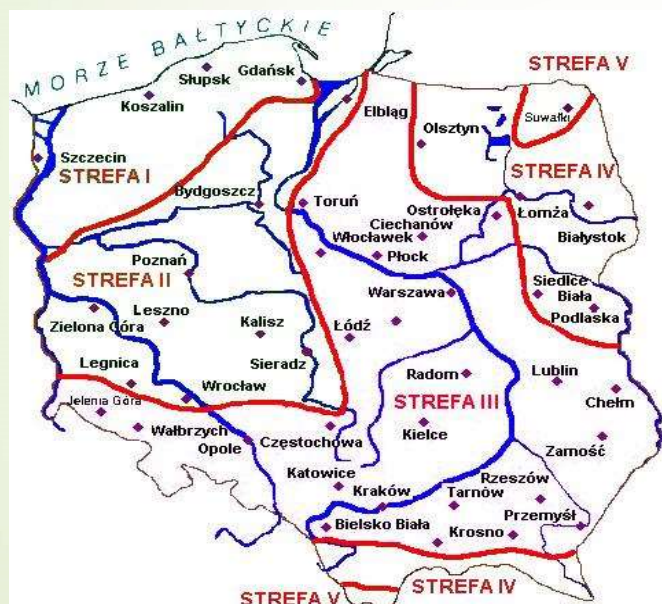 MORZE BAŁTYCKIE
STREFA V
Gdańsk
Słupsk
Koszalin
Elbląg
Suwałki
Olsztyn
Szczecin
STREFA I
STREFA IV
Bydgoszcz
Toruń
Ostrołęka
Łomża
Ciechanów
Białystok
Włocławek
Płock
Poznań
STREFA II
Siedlce
Biała
Podlaska
Warszawa
Leszno
Zielona Góra
Kalisz
Łódź
Sieradz
Legnica
Radom
Lublin
Wrocław
Chełm
Jelenia Góra
STREFA III
Wałbrzych
Częstochowa
Kielce
Opole
Zamość
Katowice
Rzeszów
Kraków
Tarnów
Przemyśl
Bielsko Biała
Krosno
STREFA IV
STREFA V